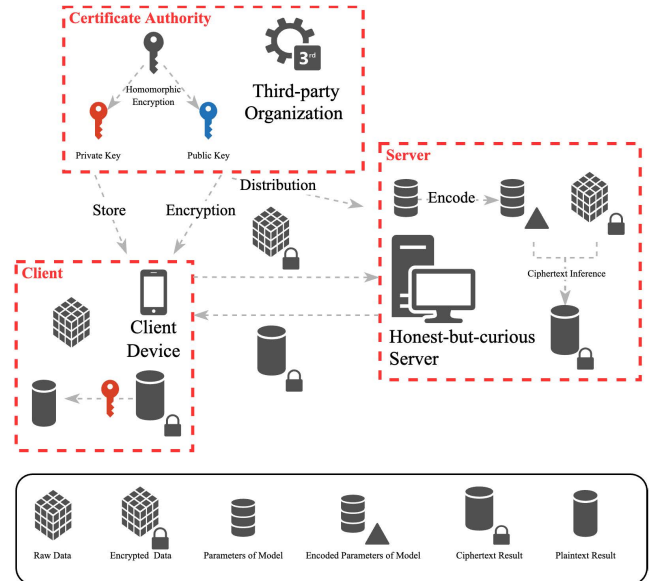 Certificate Authority
3rd
Homomorphic
Encryption
Third-party
Organization
Private Key
Public Key
Server
Distribution
Store
Encryption
Encode
Ciphertext Inference
Client
Client
Device
Honest-but-curious
Server
Raw Data
Encrypted Data
Parameters of Model
Encoded Parameters of Model
Ciphertext Result
Plaintext Result